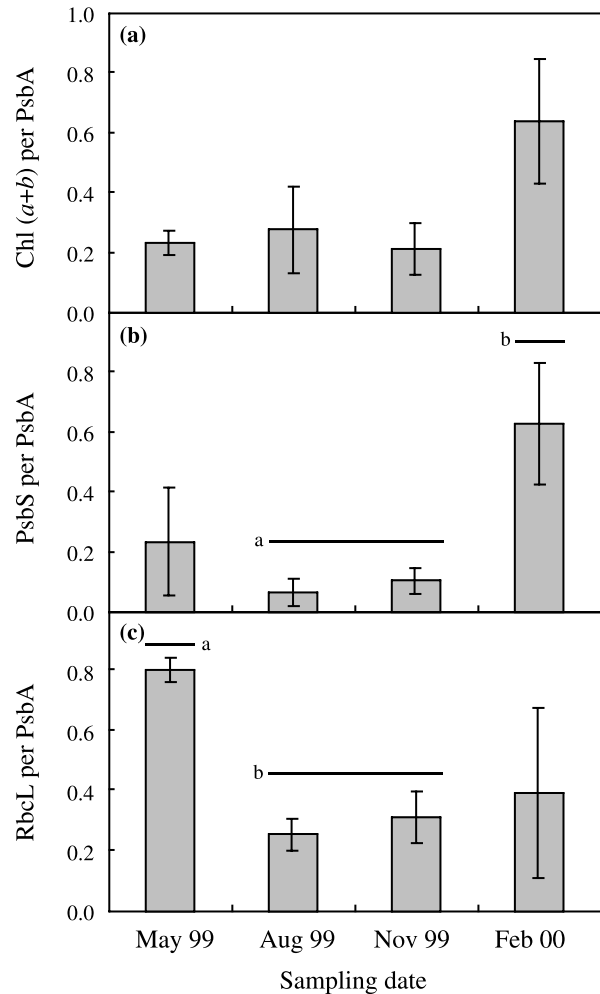 1.0
(a)
0.8
0.6
0.4
0.2
0.0
Chl (a+b) per PsbA
(b)
b
0.8
0.6
0.4
a
0.2
0.0
PsbS per PsbA
(c)
a
0.8
0.6
b
0.4
0.2
0.0
RbcL per PsbA
May 99 Aug 99 Nov 99 Feb 00
Sampling date